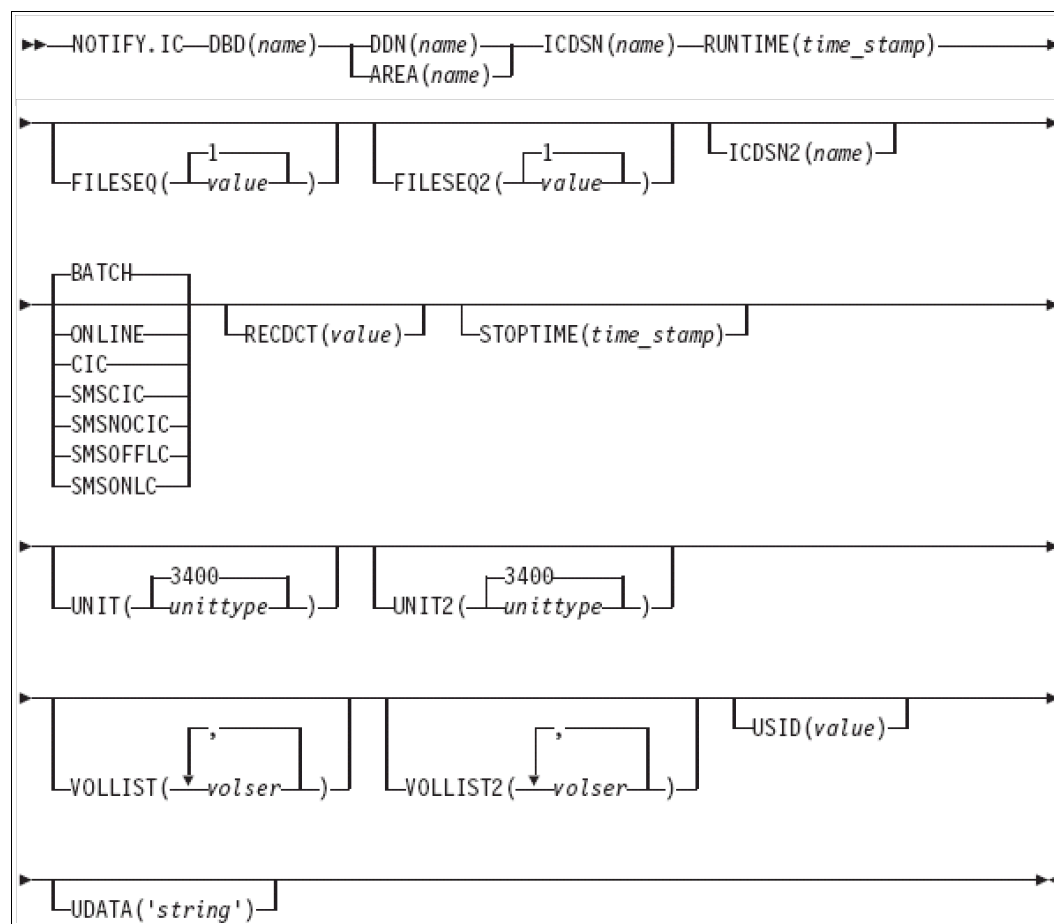 NOTIFY.IC DBD(name) DDN(name) ICDSN(name) RUNTIME(time_stamp)
AREA(name)
1 1 ICDSN2(name)
FILESEQ( value ) FILESEQ2( value )
BATCH
ONLINE RECDCT(value) STOPTIME(time_stamp)
CIC
SMSCIC
SMSNOCIC
SMSOFFLC
SMSONLC
3400 3400
UNIT( unittype ) UNIT2( unittype )
, , USID(value)
VOLLIST( volser ) VOLLIST2( volser )
UDATA('string')